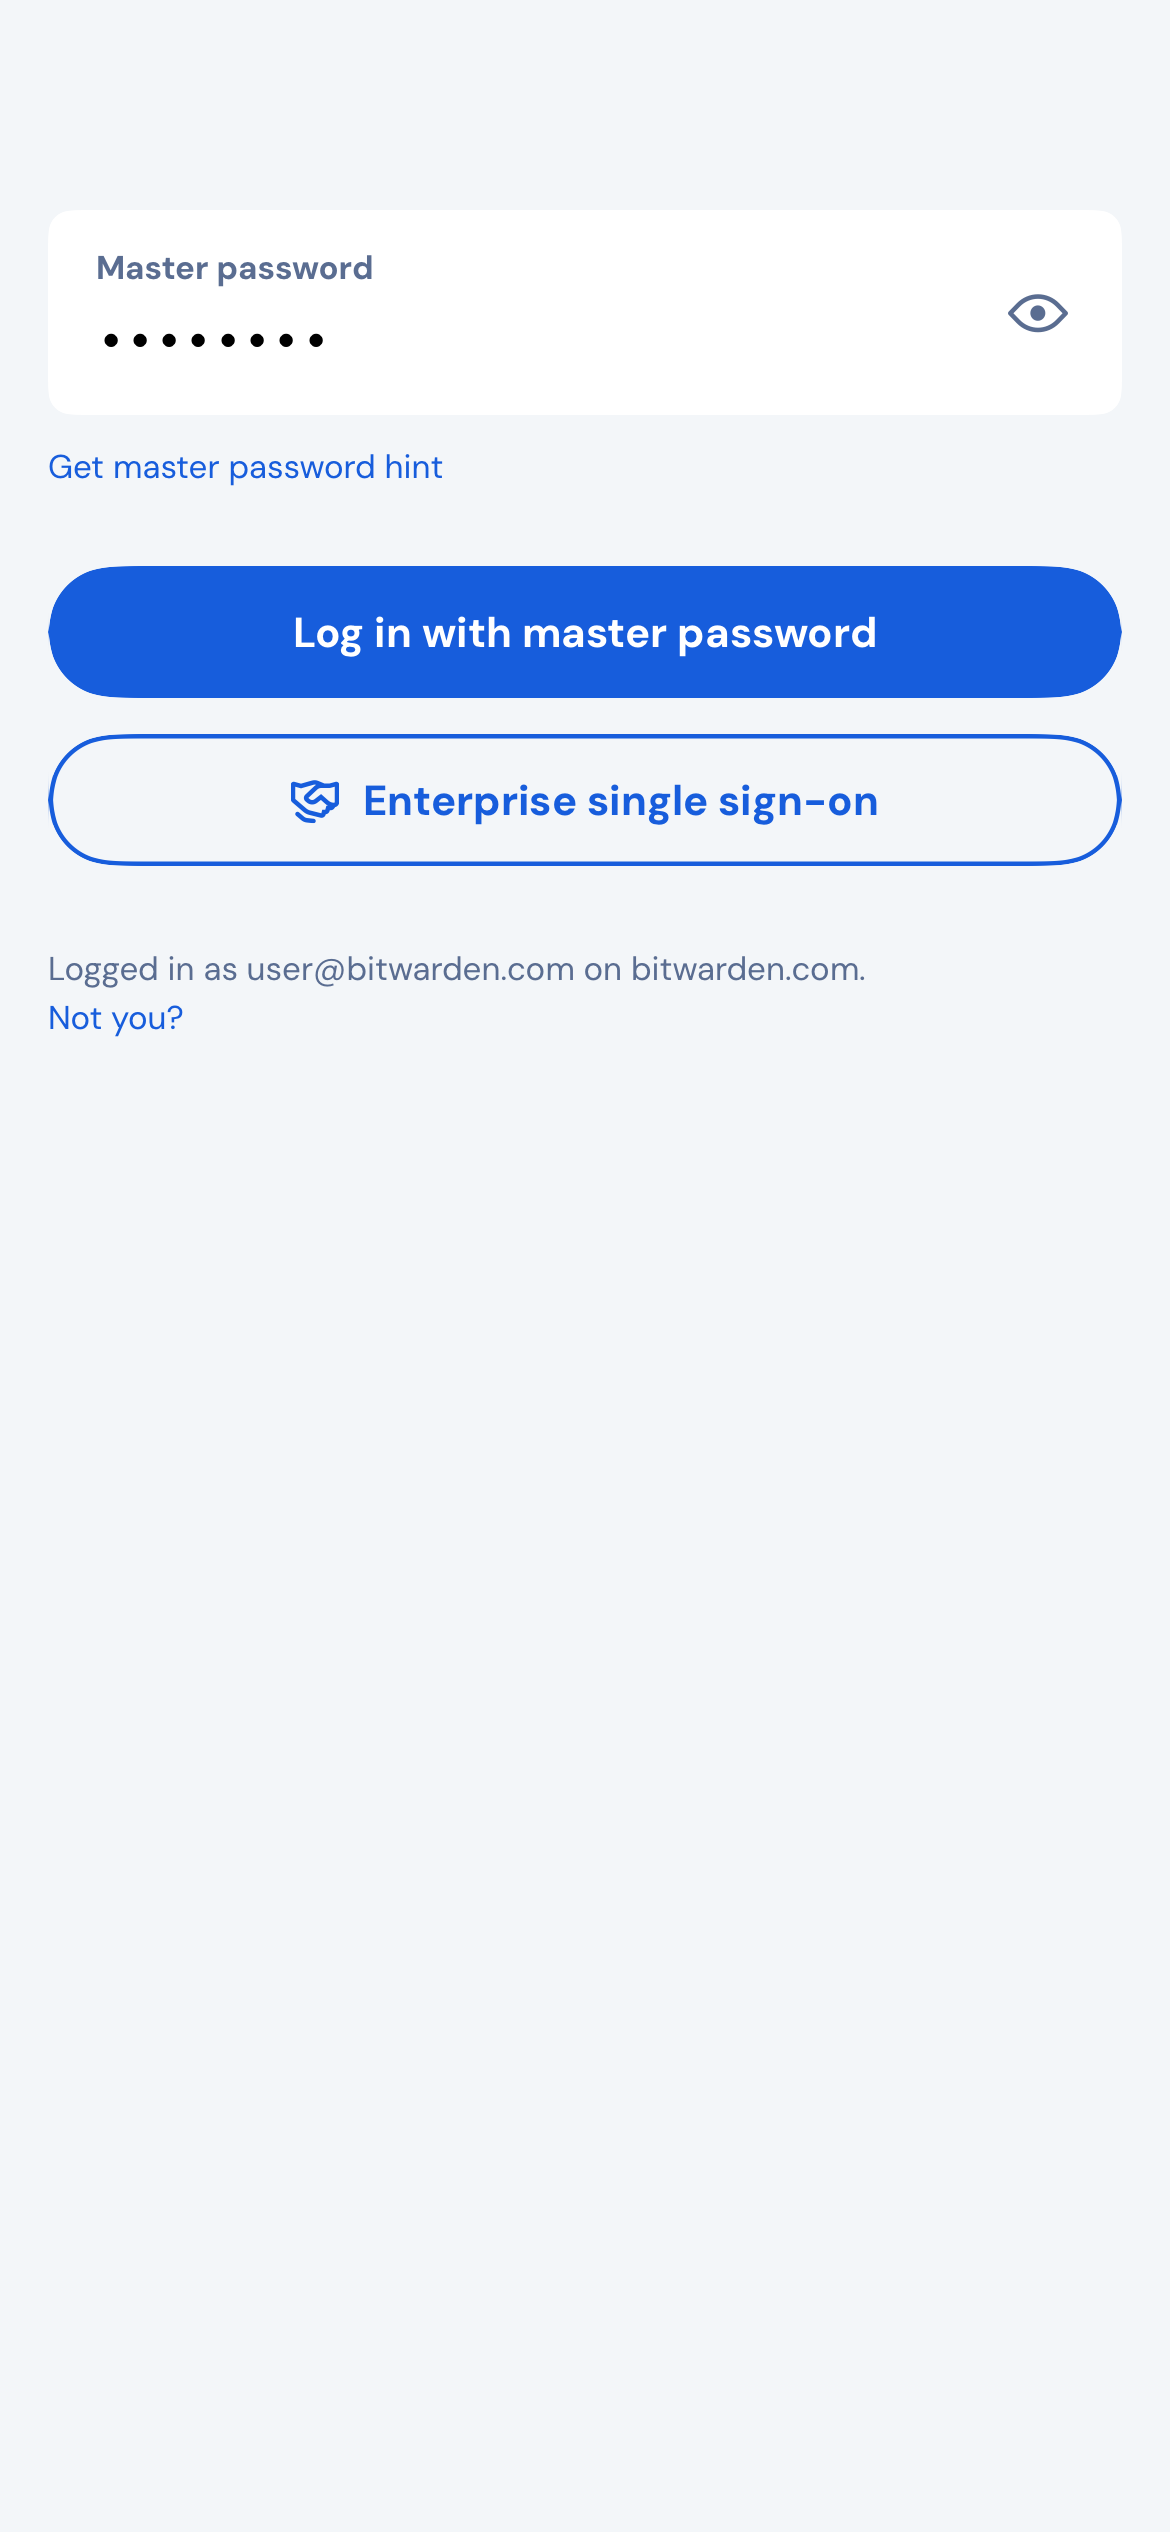 Master password
••••••••
Get master password hint
Log in with master password
Enterprise single sign-on
Logged in as user@bitwarden.com on bitwarden.com.
Not you?